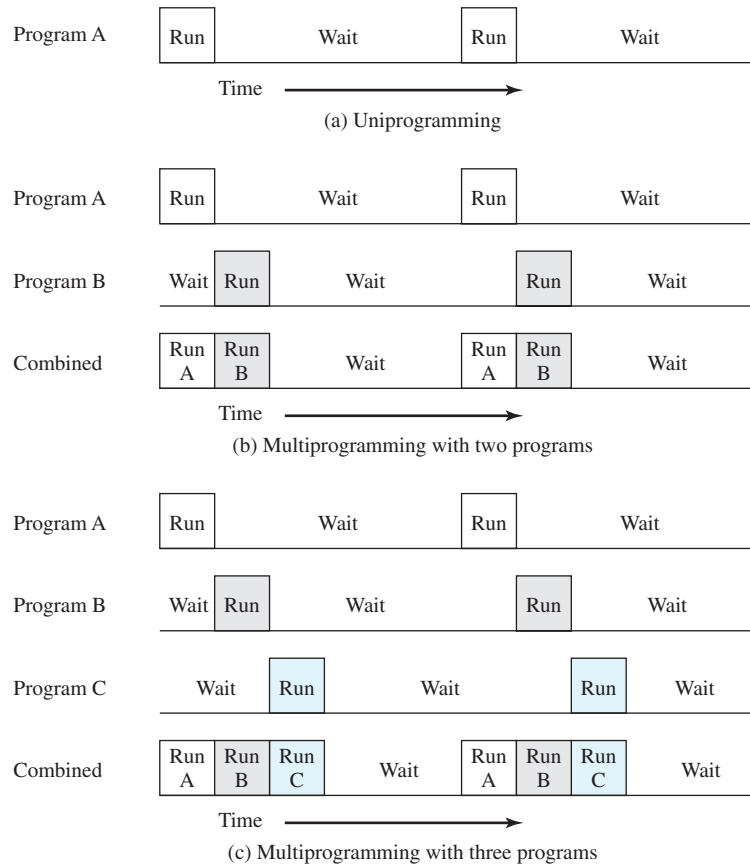 Program A Run Wait Run Wait
Time
(a) Uniprogramming
Program A Run Wait Run Wait
Program B Wait Run Wait Run Wait
Combined Run A Run B Wait Run A Run B Wait
Time
(b) Multiprogramming with two programs
Program A Run Wait Run Wait
Program B Wait Run Wait Run Wait
Program C Wait Run Wait Run Wait
Combined Run A Run B Run C Wait Run A Run B Run C Wait
Time
(c) Multiprogramming with three programs